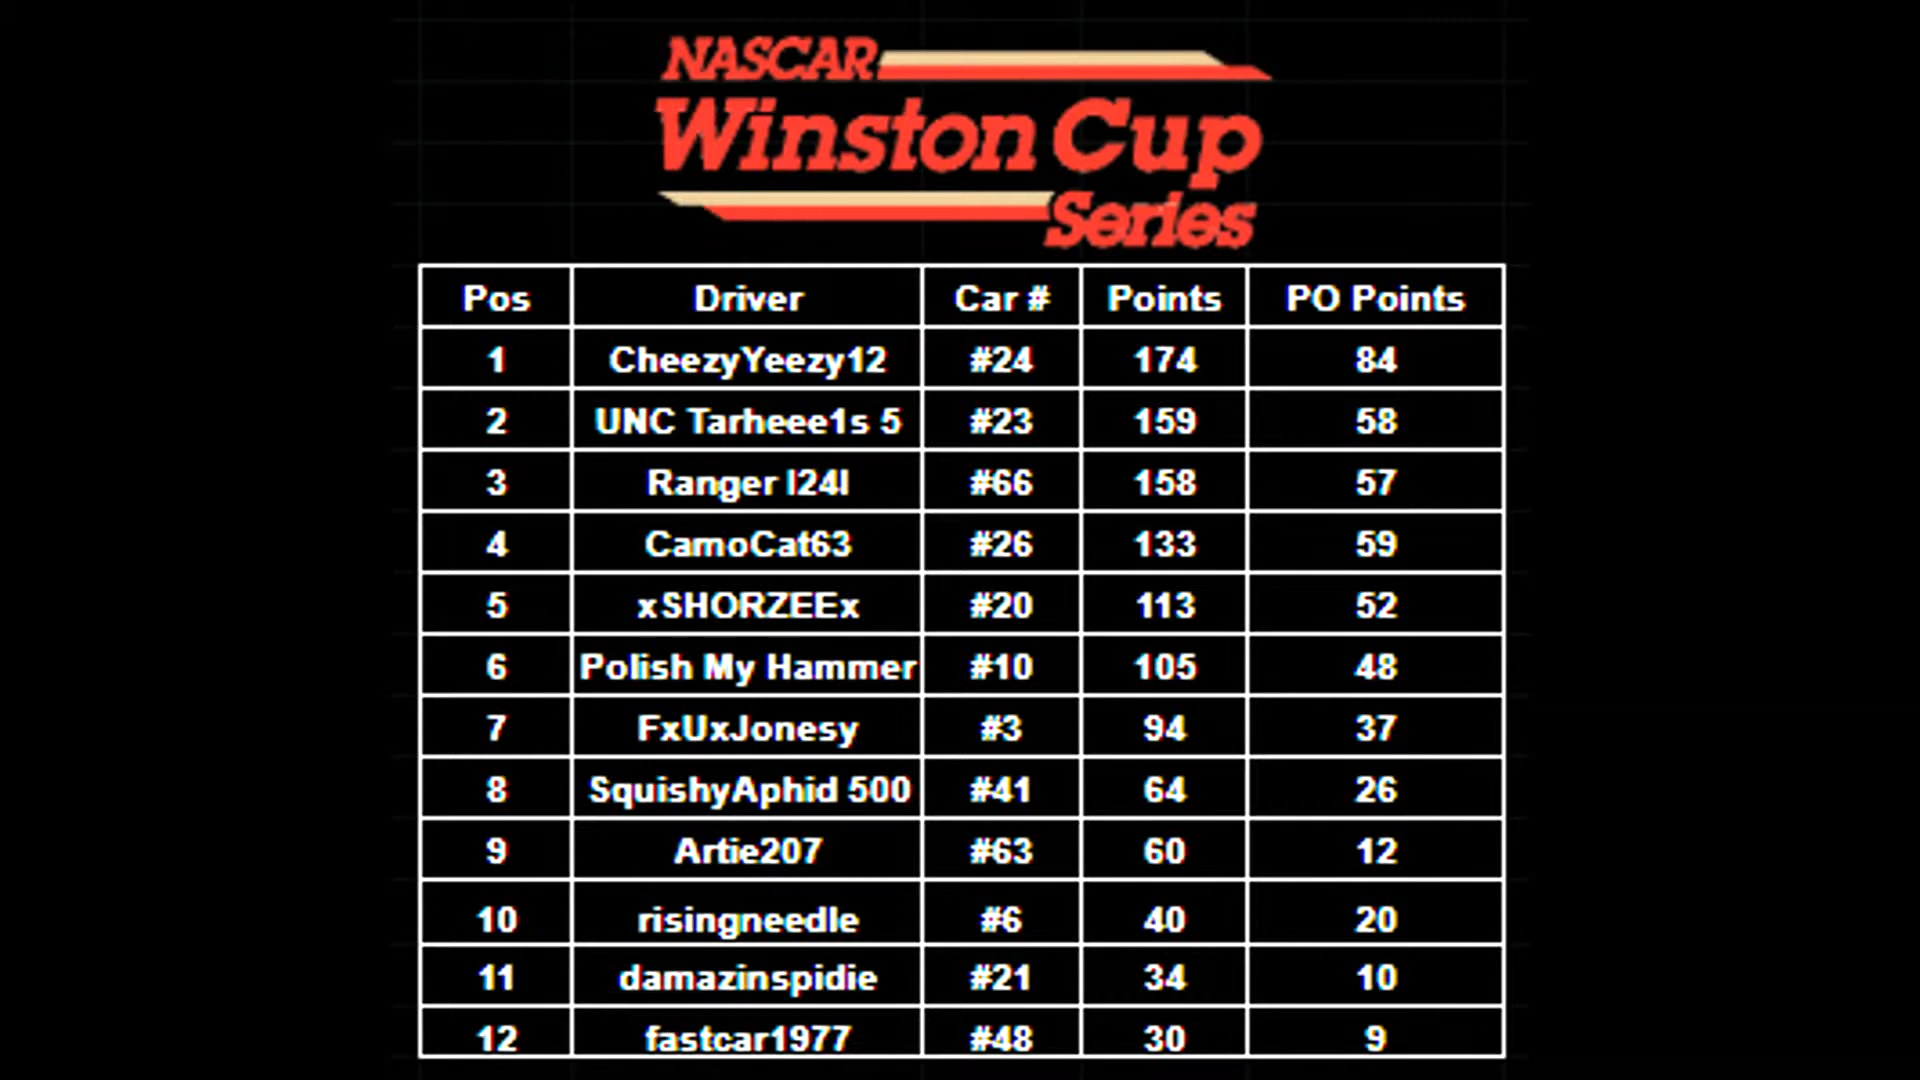 NASCAR
Winston Cup
Series
Pos Driver Car # Points PO Points
1 CheezyYeezy12 #24 174 84
2 UNC Tarheee1s 5 #23 159 58
3 Ranger l24l #66 158 57
4 CamoCat63 #26 133 59
5 xSHORZEEx #20 113 52
6 Polish My Hammer #10 105 48
7 FxUxJonesy #3 94 37
8 SquishyAphid 500 #41 64 26
9 Artie207 #63 60 12
10 risingneedle #6 40 20
11 damazinspidie #21 34 10
12 fastcar1977 #48 30 9